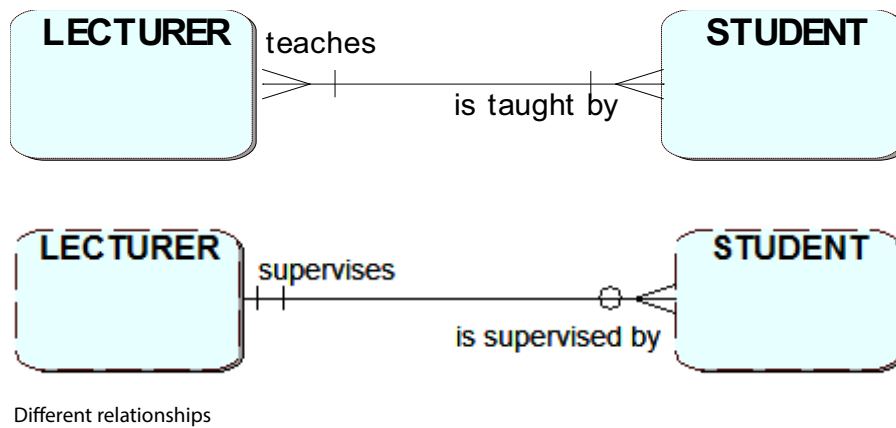 LECTURER teaches STUDENT
is taught by
LECTURER supervises STUDENT
is supervised by
Different relationships